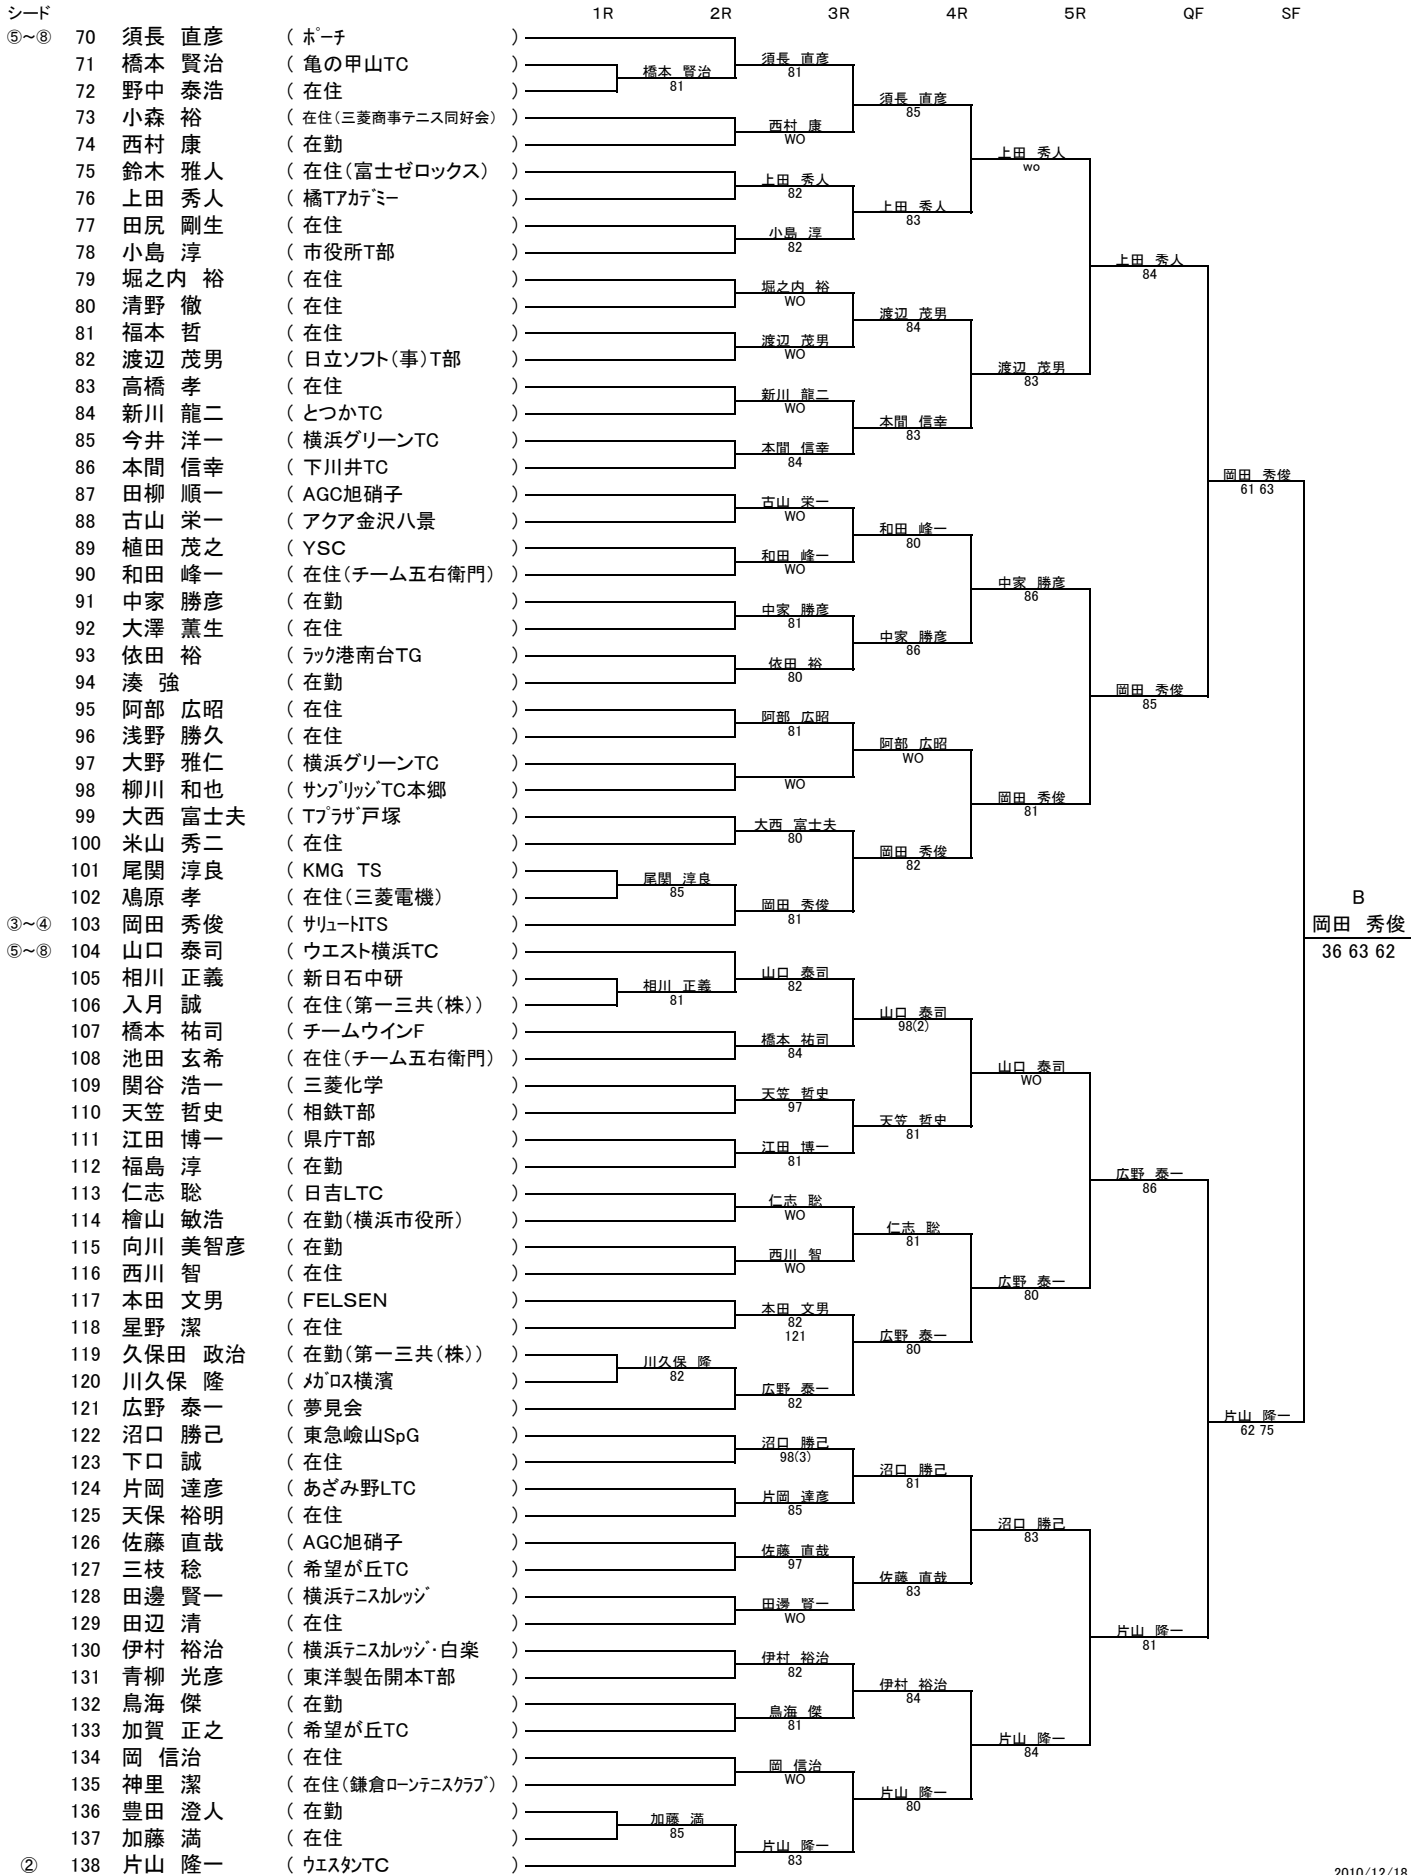 シード 1R 2R 3R 4R 5R QF SF
⑤~⑧ 70 須長 直彦 ( ポーチ )
須長 直彦
81
71 橋本 賢治 ( 亀の甲山TC )
橋本 賢治
81
72 野中 泰浩 ( 在住 )
須長 直彦
85
73 小森 裕 ( 在住(三菱商事テニス同好会) )
西村 康
WO
74 西村 康 ( 在勤 )
上田 秀人
wo
75 鈴木 雅人 ( 在住(富士ゼロックス) )
上田 秀人
82
76 上田 秀人 ( 橘Tアカデミー )
上田 秀人
83
77 田尻 剛生 ( 在住 )
小島 淳
82
78 小島 淳 ( 市役所T部 )
上田 秀人
84
79 堀之内 裕 ( 在住 )
堀之内 裕
WO
80 清野 徹 ( 在住 )
渡辺 茂男
84
81 福本 哲 ( 在住 )
渡辺 茂男
WO
82 渡辺 茂男 ( 日立ソフト(事)T部 )
渡辺 茂男
83
83 高橋 孝 ( 在住 )
新川 龍二
WO
84 新川 龍二 ( とつかTC )
本間 信幸
83
85 今井 洋一 ( 横浜グリーンTC )
本間 信幸
84
86 本間 信幸 ( 下川井TC )
岡田 秀俊
61 63
87 田柳 順一 ( AGC旭硝子 )
古山 栄一
WO
88 古山 栄一 ( アクア金沢八景 )
和田 峰一
80
89 植田 茂之 ( YSC )
和田 峰一
WO
90 和田 峰一 ( 在住(チーム五右衛門) )
中家 勝彦
86
91 中家 勝彦 ( 在勤 )
中家 勝彦
81
92 大澤 薫生 ( 在住 )
中家 勝彦
86
93 依田 裕 ( ラック港南台TG )
依田 裕
80
94 湊 強 ( 在勤 )
岡田 秀俊
85
95 阿部 広昭 ( 在住 )
阿部 広昭
81
96 浅野 勝久 ( 在住 )
阿部 広昭
WO
97 大野 雅仁 ( 横浜グリーンTC )
WO
98 柳川 和也 ( サンブリッジTC本郷 )
岡田 秀俊
81
99 大西 富士夫 ( Tプラザ戸塚 )
大西 富士夫
80
100 米山 秀二 ( 在住 )
岡田 秀俊
82
101 尾関 淳良 ( KMG TS )
尾関 淳良
85
102 鳰原 孝 ( 在住(三菱電機) )
岡田 秀俊
81
③~④ 103 岡田 秀俊 ( サリュートITS )
B
岡田 秀俊
36 63 62
⑤~⑧ 104 山口 泰司 ( ウエスト横浜TC )
山口 泰司
82
105 相川 正義 ( 新日石中研 )
相川 正義
81
106 入月 誠 ( 在住(第一三共(株)) )
山口 泰司
98(2)
107 橋本 祐司 ( チームウインF )
橋本 祐司
84
108 池田 玄希 ( 在住(チーム五右衛門) )
山口 泰司
WO
109 関谷 浩一 ( 三菱化学 )
天笠 哲史
97
110 天笠 哲史 ( 相鉄T部 )
天笠 哲史
81
111 江田 博一 ( 県庁T部 )
江田 博一
81
112 福島 淳 ( 在勤 )
広野 泰一
86
113 仁志 聡 ( 日吉LTC )
仁志 聡
WO
114 檜山 敏浩 ( 在勤(横浜市役所) )
仁志 聡
81
115 向川 美智彦 ( 在勤 )
西川 智
WO
116 西川 智 ( 在住 )
広野 泰一
80
117 本田 文男 ( FELSEN )
本田 文男
82
121
118 星野 潔 ( 在住 )
広野 泰一
80
119 久保田 政治 ( 在勤(第一三共(株)) )
川久保 隆
82
120 川久保 隆 ( メガロス横濱 )
広野 泰一
82
121 広野 泰一 ( 夢見会 )
片山 隆一
62 75
122 沼口 勝己 ( 東急嶮山SpG )
沼口 勝己
98(3)
123 下口 誠 ( 在住 )
沼口 勝己
81
124 片岡 達彦 ( あざみ野LTC )
片岡 達彦
85
125 天保 裕明 ( 在住 )
沼口 勝己
83
126 佐藤 直哉 ( AGC旭硝子 )
佐藤 直哉
97
127 三枝 稔 ( 希望が丘TC )
佐藤 直哉
83
128 田邊 賢一 ( 横浜テニスカレッジ )
田邊 賢一
WO
129 田辺 清 ( 在住 )
片山 隆一
81
130 伊村 裕治 ( 横浜テニスカレッジ・白楽 )
伊村 裕治
82
131 青柳 光彦 ( 東洋製缶開本T部 )
伊村 裕治
84
132 鳥海 傑 ( 在勤 )
鳥海 傑
81
133 加賀 正之 ( 希望が丘TC )
片山 隆一
84
134 岡 信治 ( 在住 )
岡 信治
WO
135 神里 潔 ( 在住(鎌倉ローンテニスクラブ) )
片山 隆一
80
136 豊田 澄人 ( 在勤 )
加藤 満
85
137 加藤 満 ( 在住 )
片山 隆一
83
② 138 片山 隆一 ( ウエスタンTC )
2010/12/18